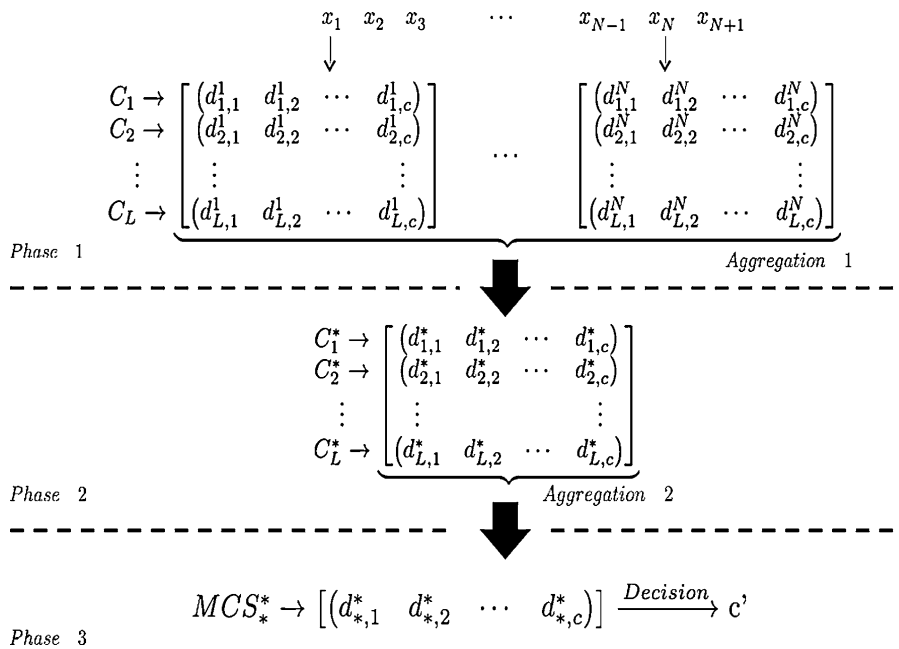 x_1 x_2 x_3 ⋯ x_{N−1} x_N x_{N+1}
C_1 → [(d^1_{1,1} d^1_{1,2} ⋯ d^1_{1,c}) [(d^N_{1,1} d^N_{1,2} ⋯ d^N_{1,c})
C_2 → (d^1_{2,1} d^1_{2,2} ⋯ d^1_{2,c}) (d^N_{2,1} d^N_{2,2} ⋯ d^N_{2,c})
⋮ ⋮ ⋮ ⋯ ⋮ ⋮
C_L → (d^1_{L,1} d^1_{L,2} ⋯ d^1_{L,c})] (d^N_{L,1} d^N_{L,2} ⋯ d^N_{L,c})]
Phase 1
Aggregation 1
C^*_1 → [(d^*_{1,1} d^*_{1,2} ⋯ d^*_{1,c})
C^*_2 → (d^*_{2,1} d^*_{2,2} ⋯ d^*_{2,c})
⋮ ⋮ ⋮
C^*_L → (d^*_{L,1} d^*_{L,2} ⋯ d^*_{L,c})]
Phase 2
Aggregation 2
MCS^*_* → [(d^*_{*,1} d^*_{*,2} ⋯ d^*_{*,c})] Decision → c'
Phase 3